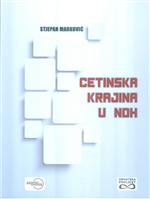 STJEPAN MARKOVIĆ
CETINSKA
KRAJINA
U NDH